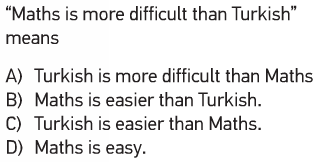 “Maths is more difficult than Turkish”
means
A) Turkish is more difficult than Maths
B) Maths is easier than Turkish.
C) Turkish is easier than Maths.
D) Maths is easy.